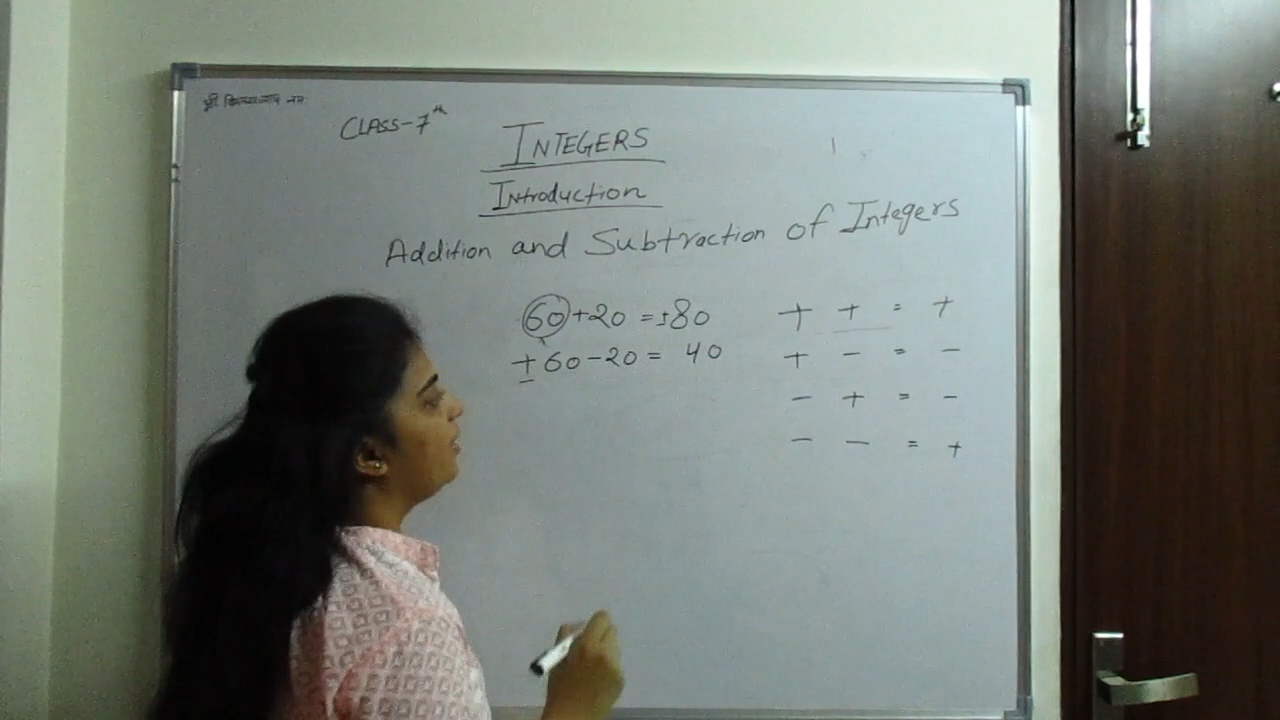 CLASS-7th
INTEGERS
Introduction
Addition and Subtraction of Integers
60+20 = +80
+60-20 = 40
+ + = +
+ - = -
- + = -
- - = +